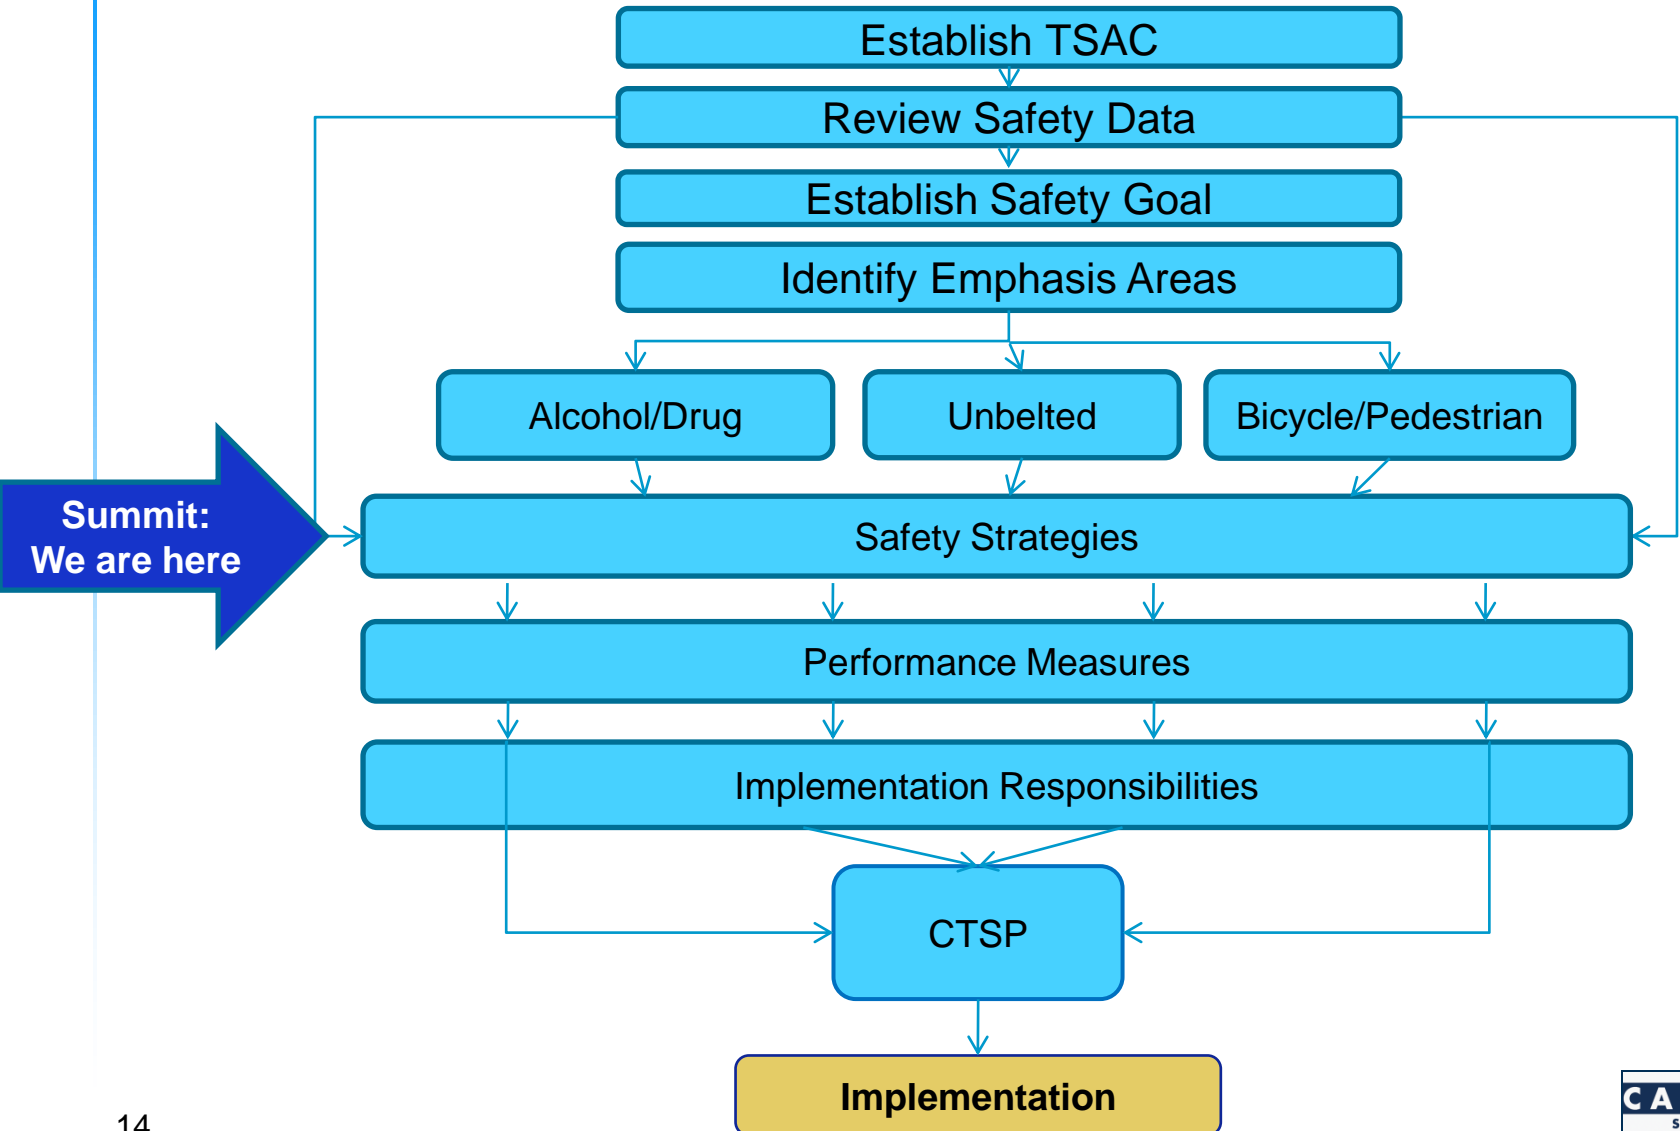 Establish TSAC
Review Safety Data
Establish Safety Goal
Identify Emphasis Areas
Alcohol/Drug
Unbelted
Bicycle/Pedestrian
Summit:
We are here
Safety Strategies
Performance Measures
Implementation Responsibilities
CTSP
Implementation
14
CA
S